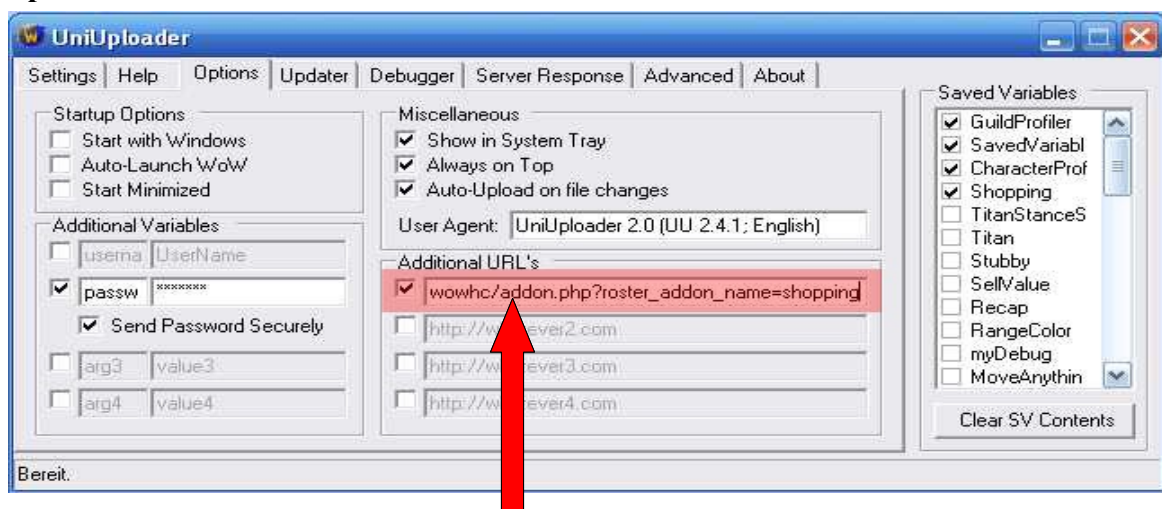 UniUploader
Settings Help Options Updater Debugger Server Response Advanced About
Startup Options
Start with Windows
Auto-Launch WoW
Start Minimized
Additional Variables
userna UserName
passw *******
Send Password Securely
arg3 value3
arg4 value4
Miscellaneous
Show in System Tray
Always on Top
Auto-Upload on file changes
User Agent: UniUploader 2.0 (UU 2.4.1; English)
Additional URL's
wowhc/addon.php?roster_addon_name=shopping
Saved Variables
GuildProfiler
SavedVariabl
CharacterProf
Shopping
TitanStanceS
Titan
Stubby
SellValue
Recap
RangeColor
myDebug
MoveAnythin
Clear SV Contents
Bereit.